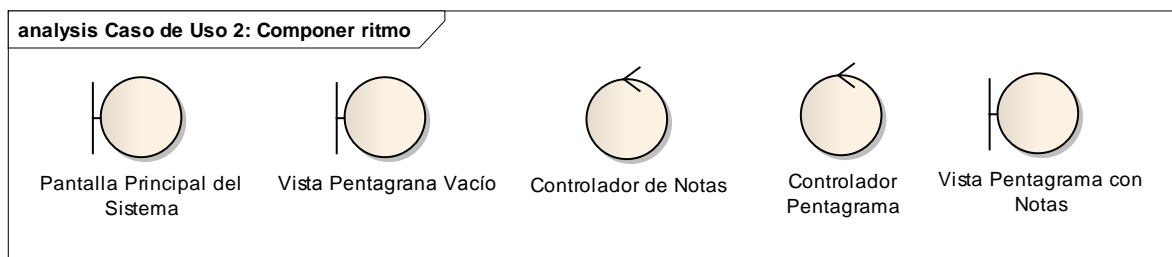 analysis Caso de Uso 2: Componer ritmo
Pantalla Principal del
Sistema
Vista Pentagrana Vacío
Controlador de Notas
Controlador
Pentagrama
Vista Pentagrama con
Notas